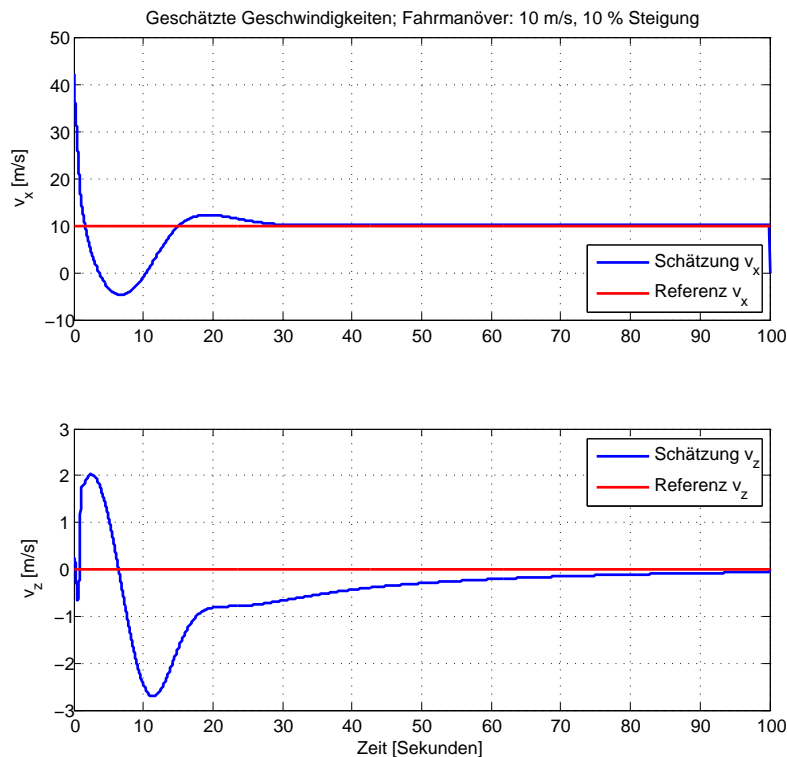 Geschätzte Geschwindigkeiten; Fahrmanöver: 10 m/s, 10 % Steigung
50
40
30
20
10
0
−10
v_x [m/s]
Schätzung v_x
Referenz v_x
0 10 20 30 40 50 60 70 80 90 100
3
2
1
0
−1
−2
−3
v_z [m/s]
Schätzung v_z
Referenz v_z
0 10 20 30 40 50 60 70 80 90 100
Zeit [Sekunden]